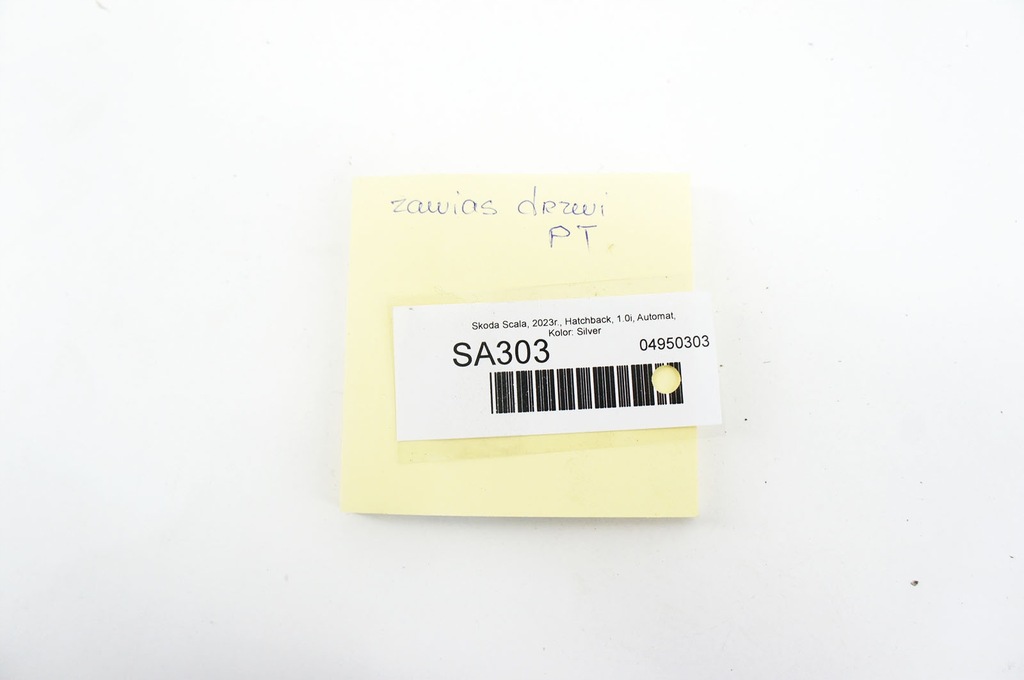 zawias drzwi
PT
Skoda Scala, 2023r., Hatchback, 1.0i, Automat,
Kolor: Silver
SA303 04950303